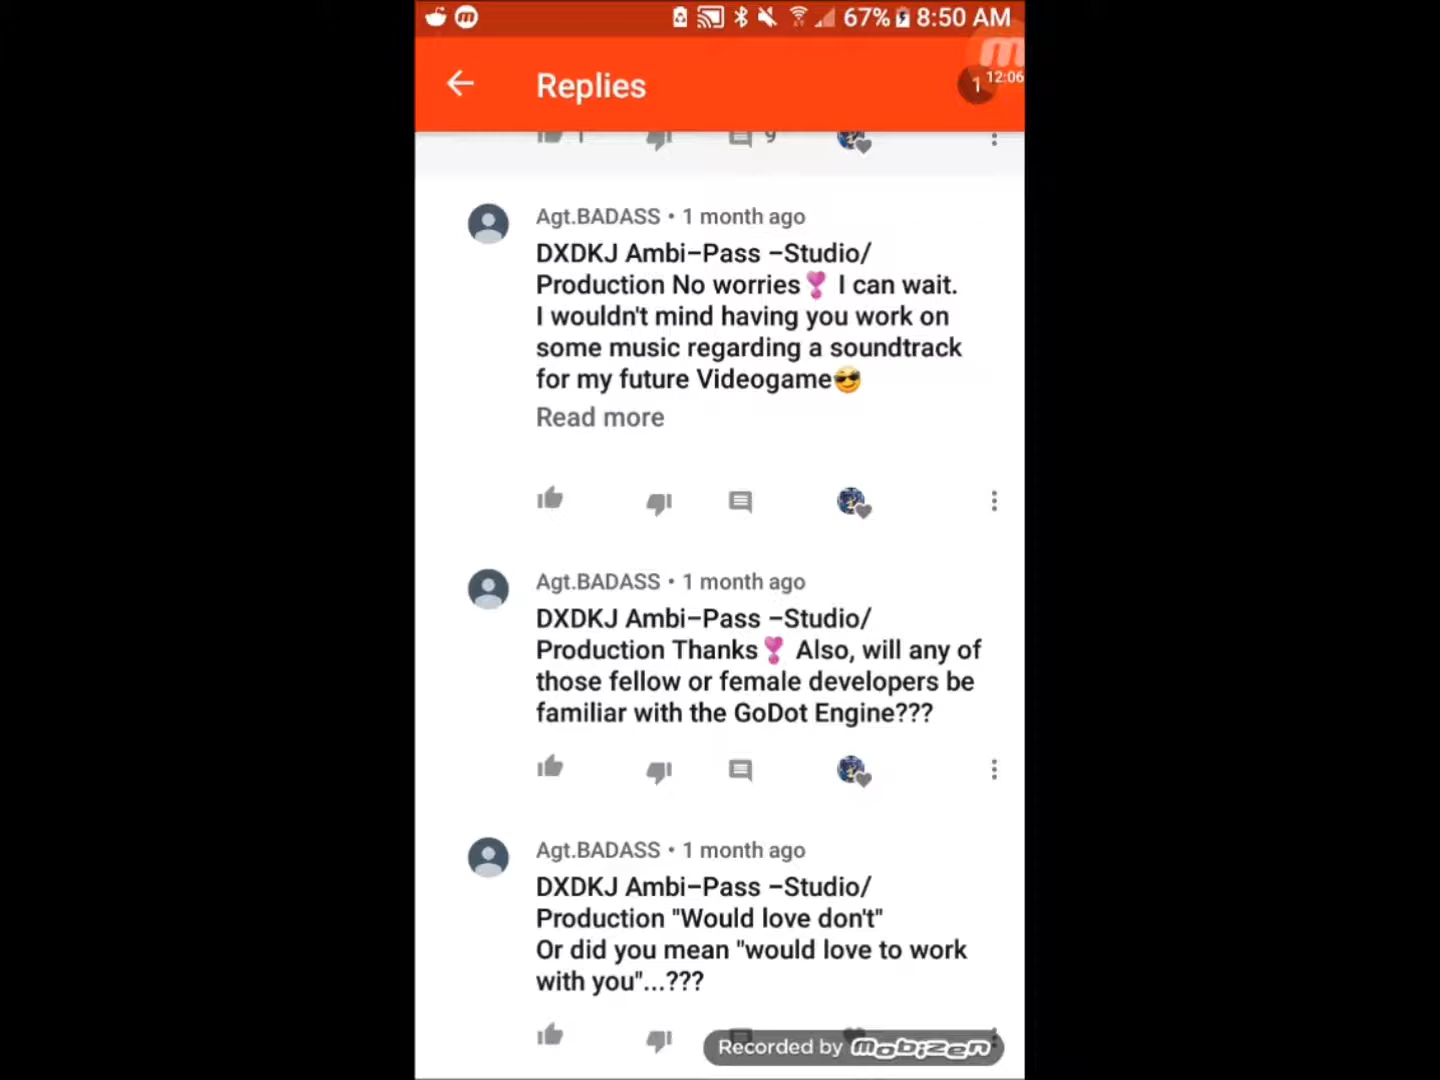 67% 8:50 AM
Replies
1 12:06
1 9
Agt.BADASS • 1 month ago
DXDKJ Ambi–Pass –Studio/
Production No worries❣ I can wait.
I wouldn't mind having you work on
some music regarding a soundtrack
for my future Videogame😎
Read more
Agt.BADASS • 1 month ago
DXDKJ Ambi–Pass –Studio/
Production Thanks❣ Also, will any of
those fellow or female developers be
familiar with the GoDot Engine???
Agt.BADASS • 1 month ago
DXDKJ Ambi–Pass –Studio/
Production "Would love don't"
Or did you mean "would love to work
with you"...???
Recorded by mobizen